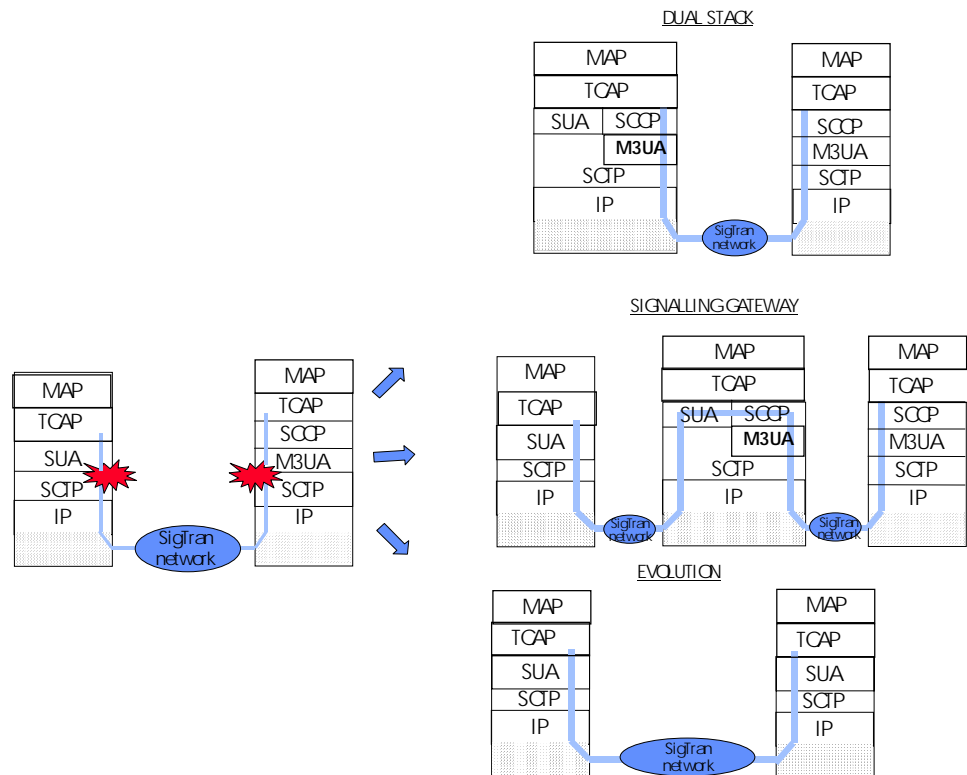 DUAL STACK
MAP
TCAP
SUA SCCP
M3UA
SCTP
IP
MAP
TCAP
SCCP
M3UA
SCTP
IP
SigTran
network
MAP
TCAP
SUA
SCTP
IP
MAP
TCAP
SCCP
M3UA
SCTP
IP
SigTran
network
SIGNALLING GATEWAY
MAP
TCAP
SUA
SCTP
IP
MAP
TCAP
SUA SCCP
M3UA
SCTP
IP
MAP
TCAP
SCCP
M3UA
SCTP
IP
SigTran
network
SigTran
network
EVOLUTION
MAP
TCAP
SUA
SCTP
IP
MAP
TCAP
SUA
SCTP
IP
SigTran
network